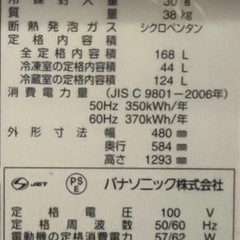 質量 38 kg
断熱発泡ガス シクロペンタン
定格内容積
全定格内容積 168 L
冷凍室の定格内容積 44 L
冷蔵室の定格内容積 124 L
消費電力量 (JIS C 9801-2006年)
50Hz 350kWh/年
60Hz 370kWh/年
外形寸法 幅 480 mm
奥行 584 mm
高さ 1293 mm
S JET PS E パナソニック株式会社
定格電圧 100 V
定格周波数 50/60 Hz
電動機の定格消費電力 57/62 W